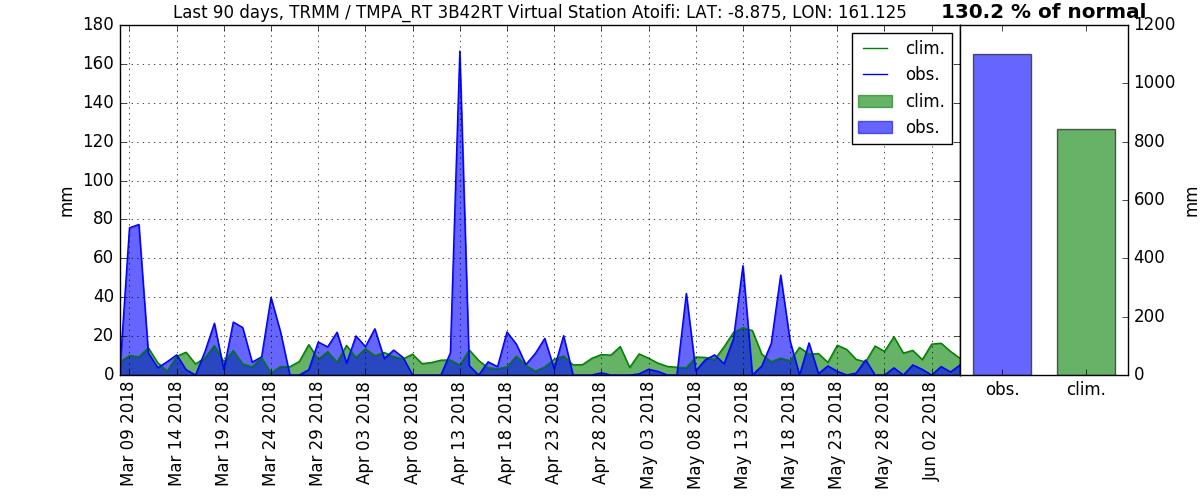 Last 90 days, TRMM / TMPA_RT 3B42RT Virtual Station Atoifi: LAT: -8.875, LON: 161.125
130.2 % of normal
mm
180
160
140
120
100
80
60
40
20
0
clim.
obs.
clim.
obs.
Mar 09 2018
Mar 14 2018
Mar 19 2018
Mar 24 2018
Mar 29 2018
Apr 03 2018
Apr 08 2018
Apr 13 2018
Apr 18 2018
Apr 23 2018
Apr 28 2018
May 03 2018
May 08 2018
May 13 2018
May 18 2018
May 23 2018
May 28 2018
Jun 02 2018
obs.
clim.
1200
1000
800
600
400
200
0
mm